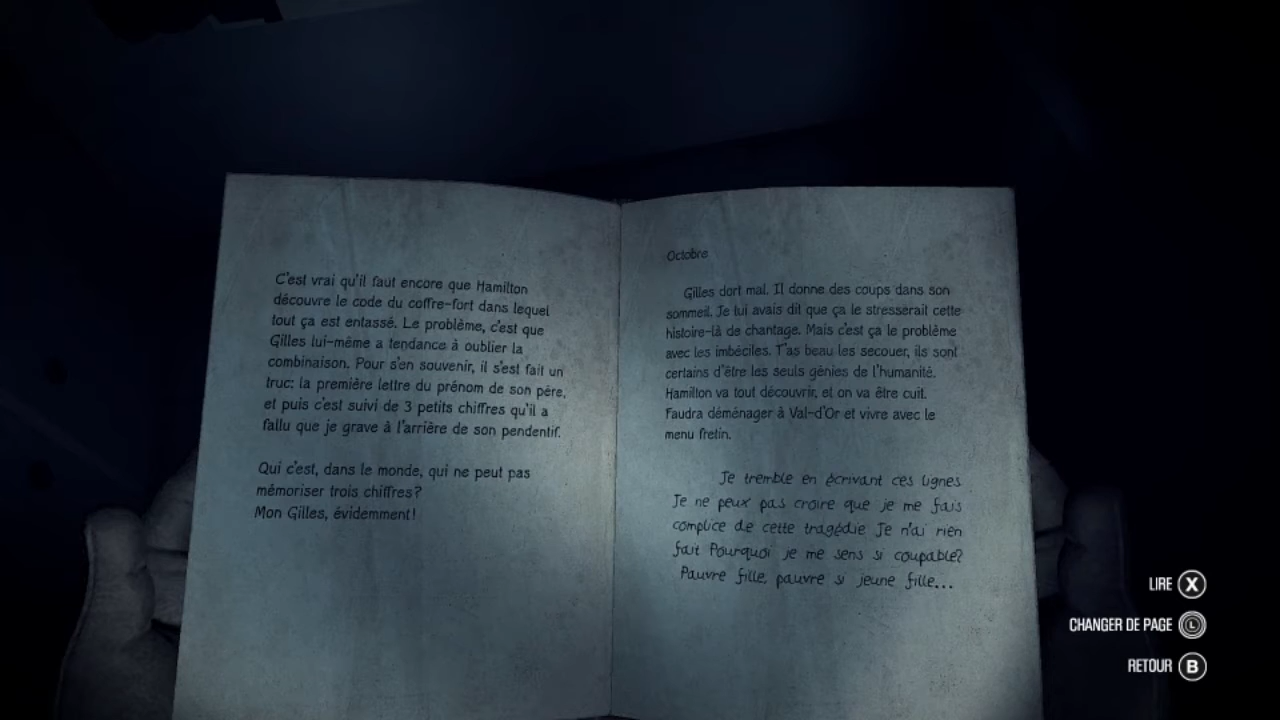 C'est vrai qu'il faut encore que Hamilton
découvre le code du coffre-fort dans lequel
tout ça est entassé. Le problème, c'est que
Gilles lui-même a tendance à oublier la
combinaison. Pour s'en souvenir, il s'est fait un
truc: la première lettre du prénom de son père,
et puis c'est suivi de 3 petits chiffres qu'il a
fallu que je grave à l'arrière de son pendentif.
Qui c'est, dans le monde, qui ne peut pas
mémoriser trois chiffres?
Mon Gilles, évidemment!
Octobre
Gilles dort mal. Il donne des coups dans son
sommeil. Je lui avais dit que ça le stresserait cette
histoire-là de chantage. Mais c'est ça le problème
avec les imbéciles. T'as beau les secouer, ils sont
certains d'être les seuls génies de l'humanité.
Hamilton va tout découvrir, et on va être cuit.
Faudra déménager à Val-d'Or et vivre avec le
menu fretin.
Je tremble en écrivant ces lignes
Je ne peux pas croire que je me fais
complice de cette tragédie Je n'ai rien
fait Pourquoi je me sens si coupable?
Pauvre fille, pauvre si jeune fille...
LIRE X
CHANGER DE PAGE L
RETOUR B